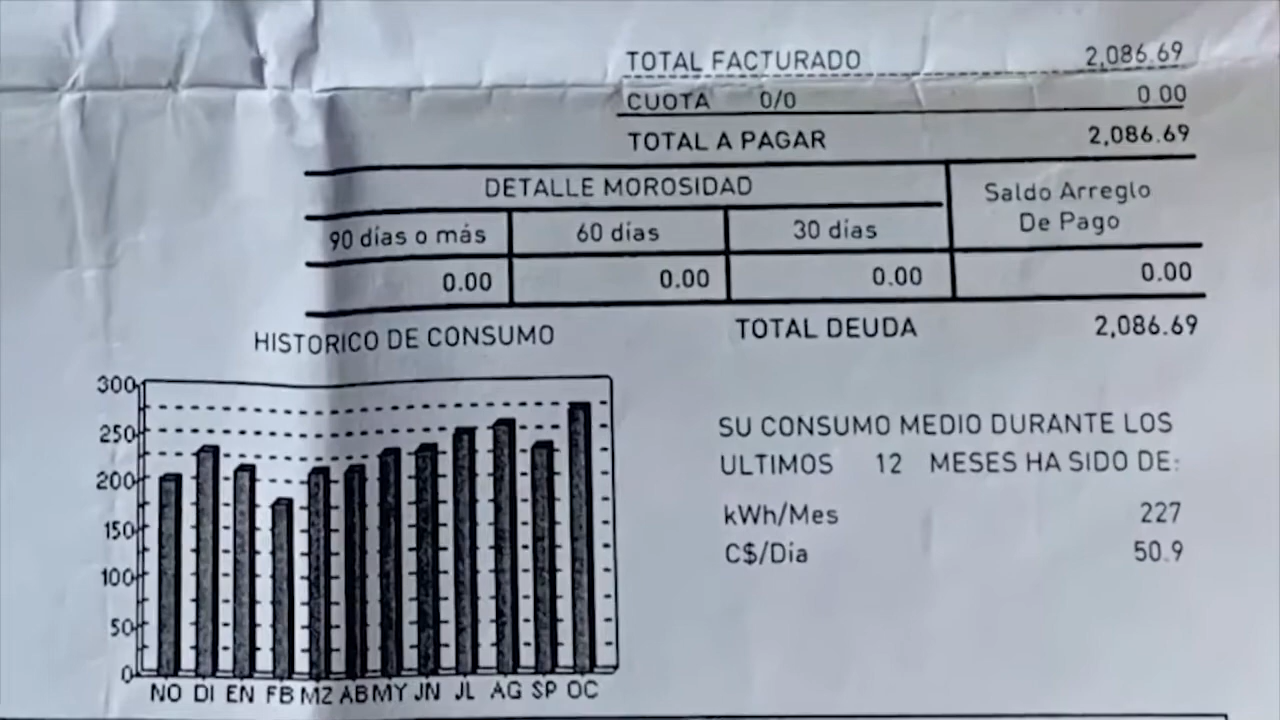 TOTAL FACTURADO 2,086.69
CUOTA 0/0 0 00
TOTAL A PAGAR 2,086.69
DETALLE MOROSIDAD
Saldo Arreglo
De Pago
90 días o más 60 días 30 días
0.00 0.00 0.00 0.00
HISTORICO DE CONSUMO
TOTAL DEUDA 2,086.69
300
250
200
150
100
50
0
NO DI EN FB MZ AB MY JN JL AG SP OC
SU CONSUMO MEDIO DURANTE LOS
ULTIMOS 12 MESES HA SIDO DE:
kWh/Mes 227
C$/Dia 50.9